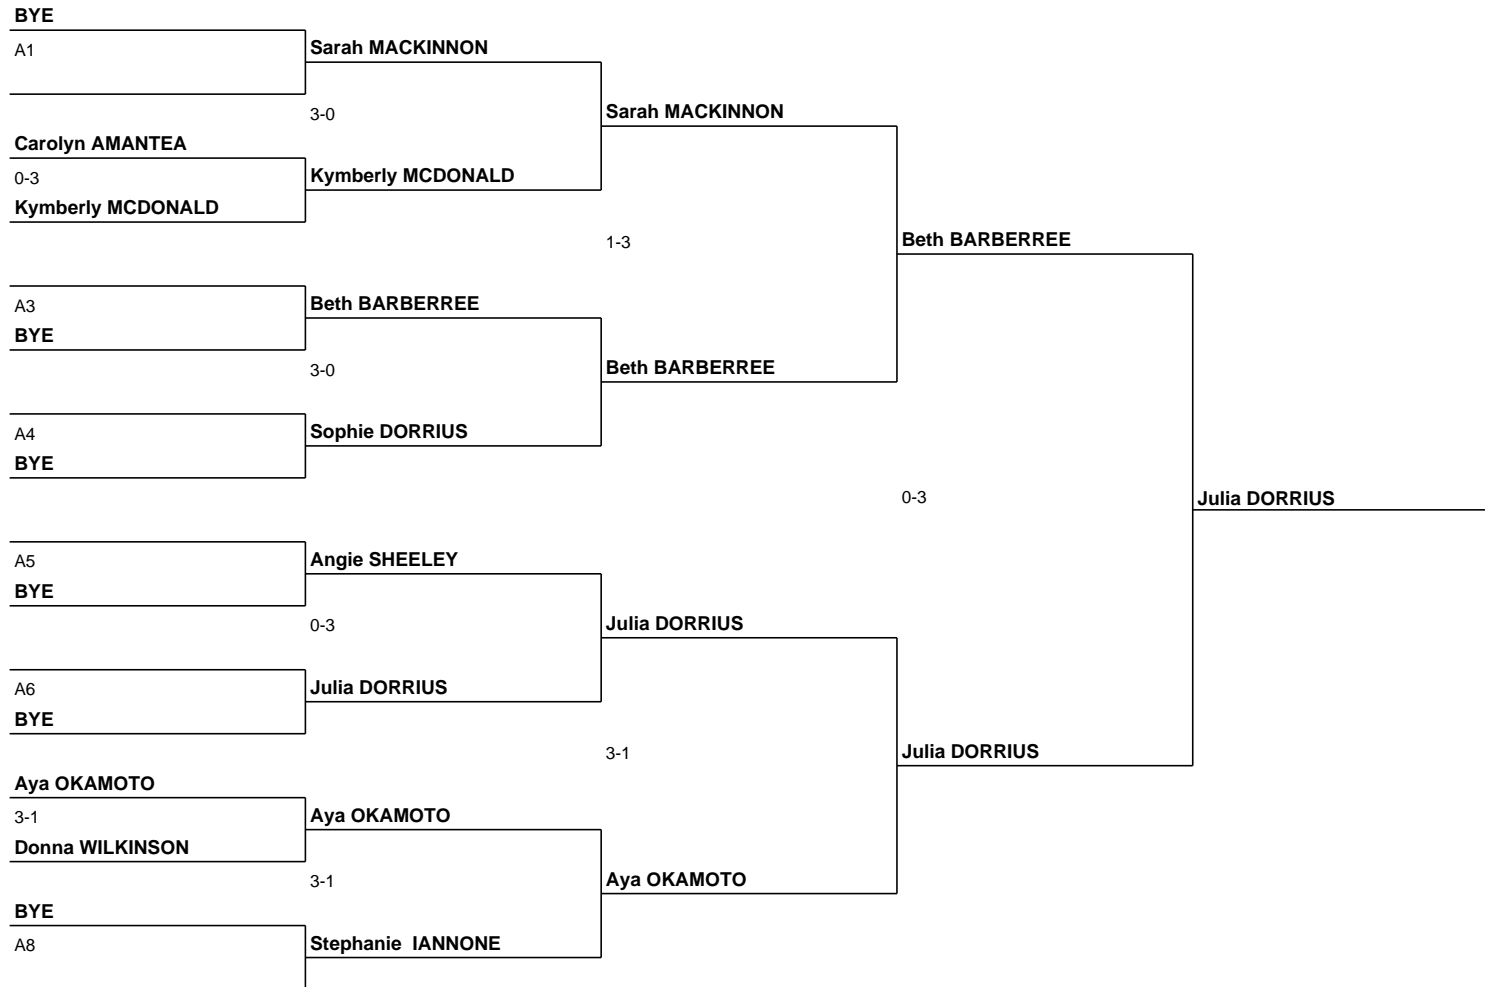 BYE
A1
Sarah MACKINNON
3-0
Sarah MACKINNON
Carolyn AMANTEA
0-3
Kymberly MCDONALD
Kymberly MCDONALD
1-3
Beth BARBERREE
A3
Beth BARBERREE
BYE
3-0
Beth BARBERREE
A4
Sophie DORRIUS
BYE
0-3
Julia DORRIUS
A5
Angie SHEELEY
BYE
0-3
Julia DORRIUS
A6
Julia DORRIUS
BYE
3-1
Julia DORRIUS
Aya OKAMOTO
3-1
Aya OKAMOTO
Donna WILKINSON
3-1
Aya OKAMOTO
BYE
A8
Stephanie  IANNONE